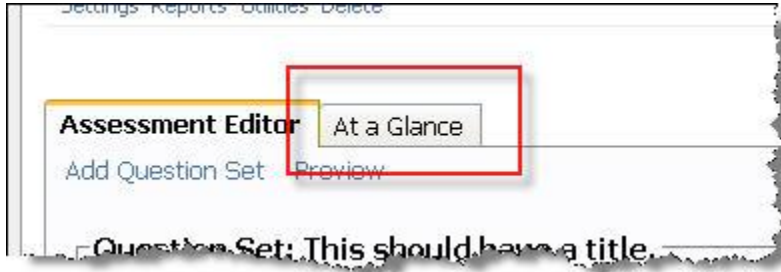 Settings Reports Utilities Delete
Assessment Editor At a Glance
Add Question Set Preview
Question Set: This should have a title.